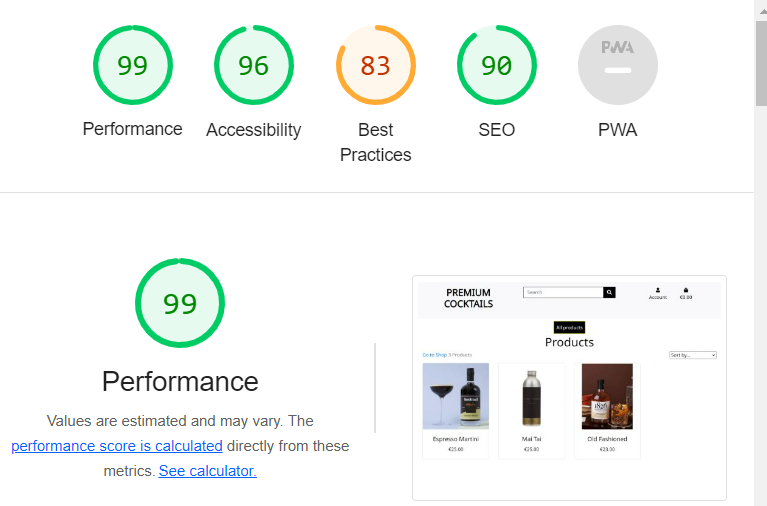 99
96
83
90
PWA
Performance
Accessibility
Best
Practices
SEO
PWA
99
Performance
Values are estimated and may vary. The
performance score is calculated directly from these
metrics. See calculator.
PREMIUM
COCKTAILS
Search
Account
€0.00
All products
Products
Go to Shop 3 Products
Sort by...
Espresso Martini
€25.00
Mai Tai
€25.00
1826
Old Fashioned
€23.00